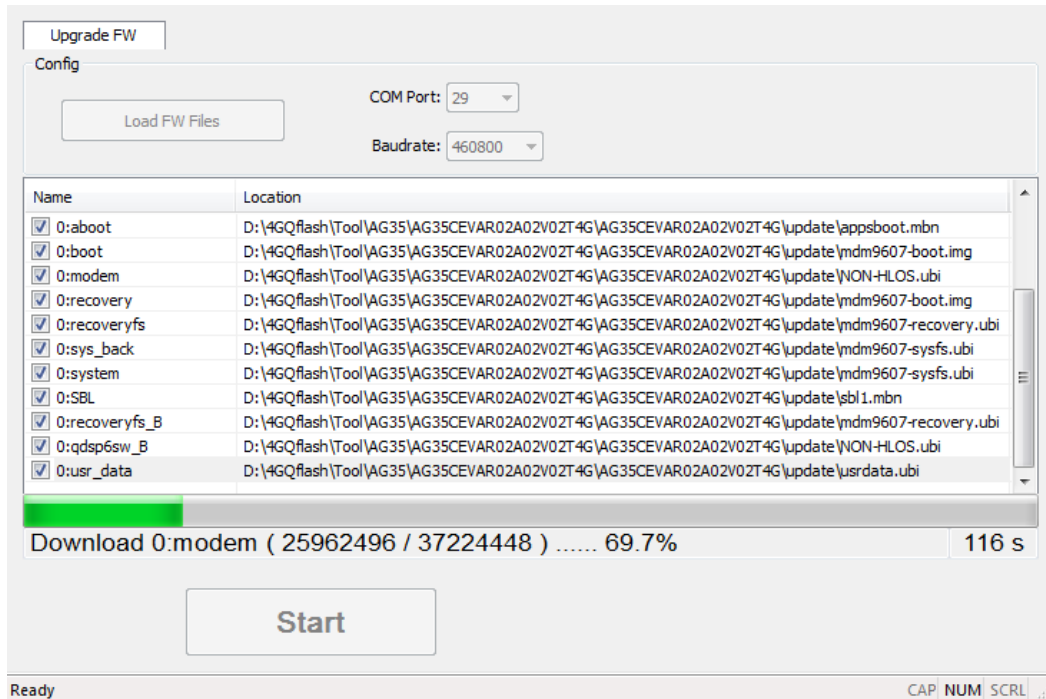 Upgrade FW
Config
Load FW Files
COM Port: 29
Baudrate: 460800
Name Location
0:aboot D:\4GQflash\Tool\AG35\AG35CEVAR02A02V02T4G\AG35CEVAR02A02V02T4G\update\appsboot.mbn
0:boot D:\4GQflash\Tool\AG35\AG35CEVAR02A02V02T4G\AG35CEVAR02A02V02T4G\update\mdm9607-boot.img
0:modem D:\4GQflash\Tool\AG35\AG35CEVAR02A02V02T4G\AG35CEVAR02A02V02T4G\update\NON-HLOS.ubi
0:recovery D:\4GQflash\Tool\AG35\AG35CEVAR02A02V02T4G\AG35CEVAR02A02V02T4G\update\mdm9607-boot.img
0:recoveryfs D:\4GQflash\Tool\AG35\AG35CEVAR02A02V02T4G\AG35CEVAR02A02V02T4G\update\mdm9607-recovery.ubi
0:sys_back D:\4GQflash\Tool\AG35\AG35CEVAR02A02V02T4G\AG35CEVAR02A02V02T4G\update\mdm9607-sysfs.ubi
0:system D:\4GQflash\Tool\AG35\AG35CEVAR02A02V02T4G\AG35CEVAR02A02V02T4G\update\mdm9607-sysfs.ubi
0:SBL D:\4GQflash\Tool\AG35\AG35CEVAR02A02V02T4G\AG35CEVAR02A02V02T4G\update\sbl1.mbn
0:recoveryfs_B D:\4GQflash\Tool\AG35\AG35CEVAR02A02V02T4G\AG35CEVAR02A02V02T4G\update\mdm9607-recovery.ubi
0:qdsp6sw_B D:\4GQflash\Tool\AG35\AG35CEVAR02A02V02T4G\AG35CEVAR02A02V02T4G\update\NON-HLOS.ubi
0:usr_data D:\4GQflash\Tool\AG35\AG35CEVAR02A02V02T4G\AG35CEVAR02A02V02T4G\update\usrdata.ubi
Download 0:modem ( 25962496 / 37224448 ) ...... 69.7% 116 s
Start
Ready CAP NUM SCRL